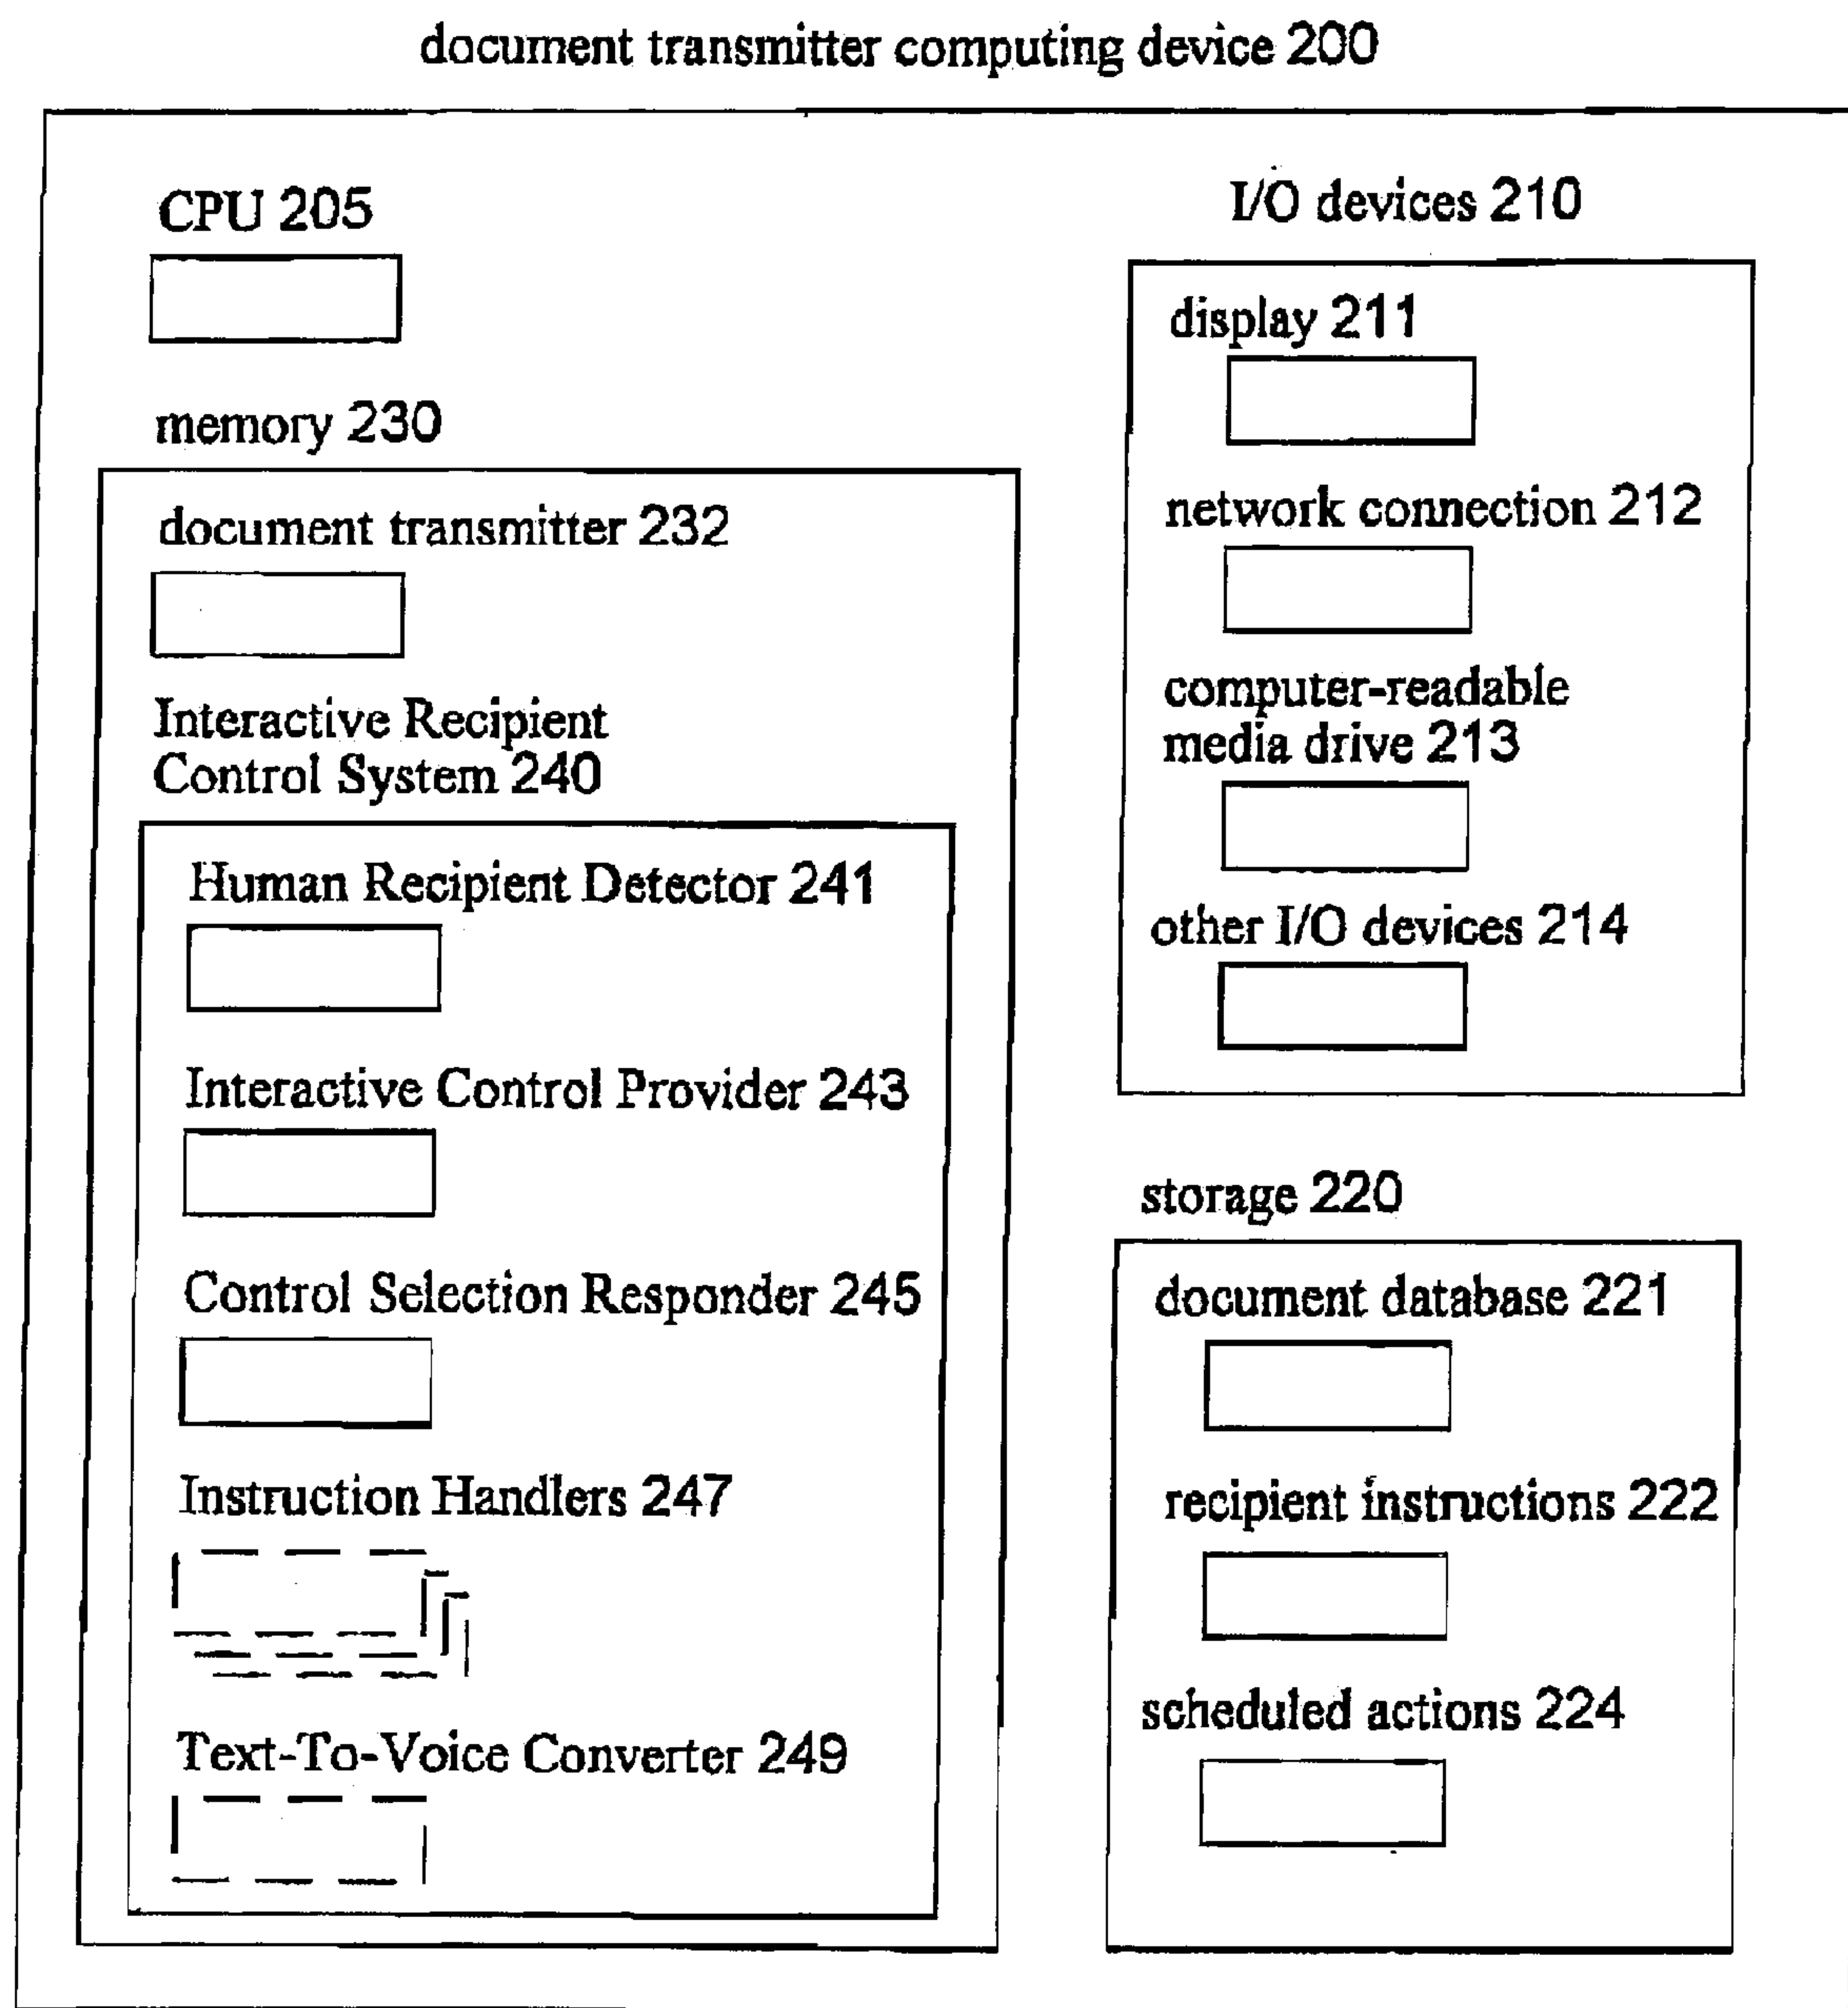 document transmitter computing device 200
CPU 205
memory 230
document transmitter 232
Interactive Recipient
Control System 240
Human Recipient Detector 241
Interactive Control Provider 243
Control Selection Responder 245
Instruction Handlers 247
Text-To-Voice Converter 249
I/O devices 210
display 211
network connection 212
computer-readable
media drive 213
other I/O devices 214
storage 220
document database 221
recipient instructions 222
scheduled actions 224